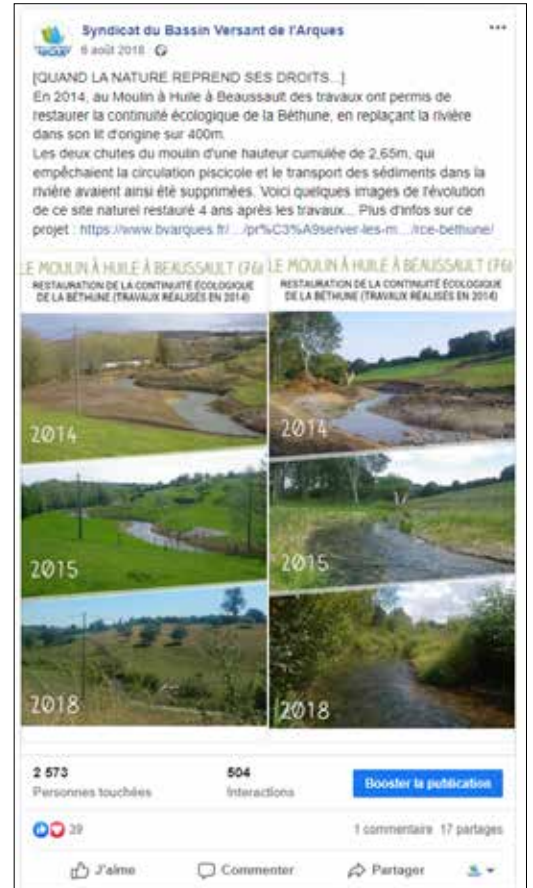 Syndicat du Bassin Versant de l'Arques
6 août 2018
[QUAND LA NATURE REPREND SES DROITS...]
En 2014, au Moulin à Huile à Beaussault des travaux ont permis de
restaurer la continuité écologique de la Béthune, en replaçant la rivière
dans son lit d'origine sur 400m.
Les deux chutes du moulin d'une hauteur cumulée de 2,65m, qui
empêchaient la circulation piscicole et le transport des sédiments dans la
rivière avaient ainsi été supprimées. Voici quelques images de l'évolution
de ce site naturel restauré 4 ans après les travaux... Plus d'infos sur ce
projet : https://www.bvarques.fr/.../pr%C3%A9server-les-m.../rce-bethune/
LE MOULIN À HUILE À BEAUSSAULT (76)
RESTAURATION DE LA CONTINUITÉ ÉCOLOGIQUE
DE LA BÉTHUNE (TRAVAUX RÉALISÉS EN 2014)
2014
2015
2018
LE MOULIN À HUILE À BEAUSSAULT (76)
RESTAURATION DE LA CONTINUITÉ ÉCOLOGIQUE
DE LA BÉTHUNE (TRAVAUX RÉALISÉS EN 2014)
2014
2015
2018
2 573
Personnes touchées
504
Interactions
Booster la publication
39
1 commentaire 17 partages
J'aime
Commenter
Partager